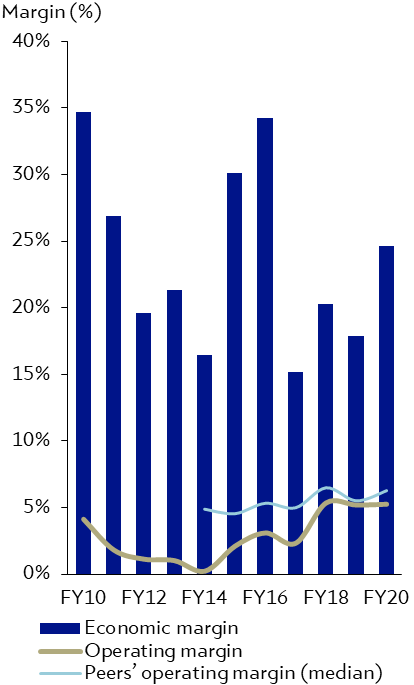 Margin (%)
40%
35%
30%
25%
20%
15%
10%
5%
0%
FY10 FY12 FY14 FY16 FY18 FY20
Economic margin
Operating margin
Peers’ operating margin (median)